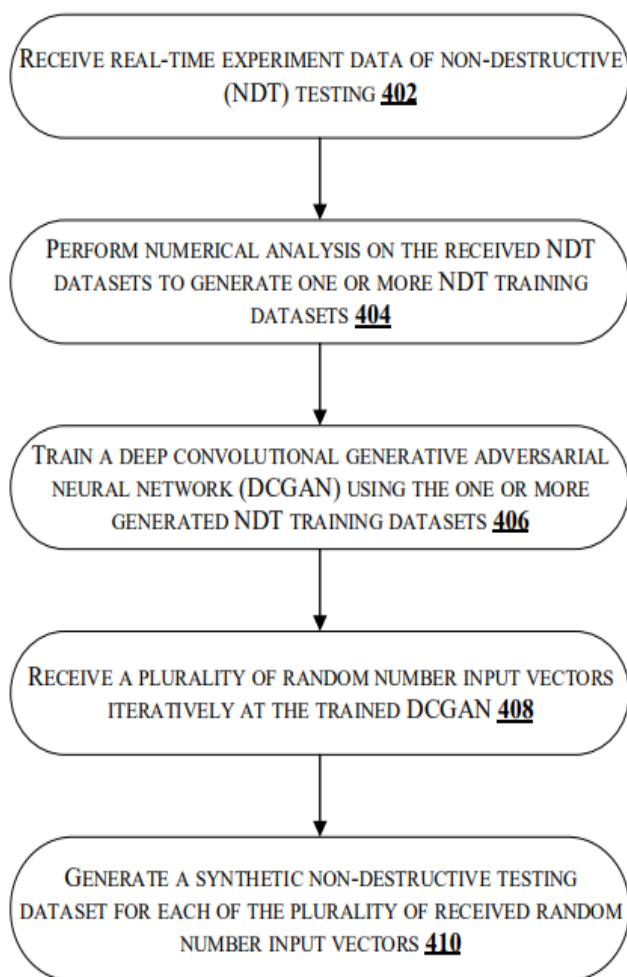 RECEIVE REAL-TIME EXPERIMENT DATA OF NON-DESTRUCTIVE
(NDT) TESTING 402
PERFORM NUMERICAL ANALYSIS ON THE RECEIVED NDT
DATASETS TO GENERATE ONE OR MORE NDT TRAINING
DATASETS 404
TRAIN A DEEP CONVOLUTIONAL GENERATIVE ADVERSARIAL
NEURAL NETWORK (DCGAN) USING THE ONE OR MORE
GENERATED NDT TRAINING DATASETS 406
RECEIVE A PLURALITY OF RANDOM NUMBER INPUT VECTORS
ITERATIVELY AT THE TRAINED DCGAN 408
GENERATE A SYNTHETIC NON-DESTRUCTIVE TESTING
DATASET FOR EACH OF THE PLURALITY OF RECEIVED RANDOM
NUMBER INPUT VECTORS 410